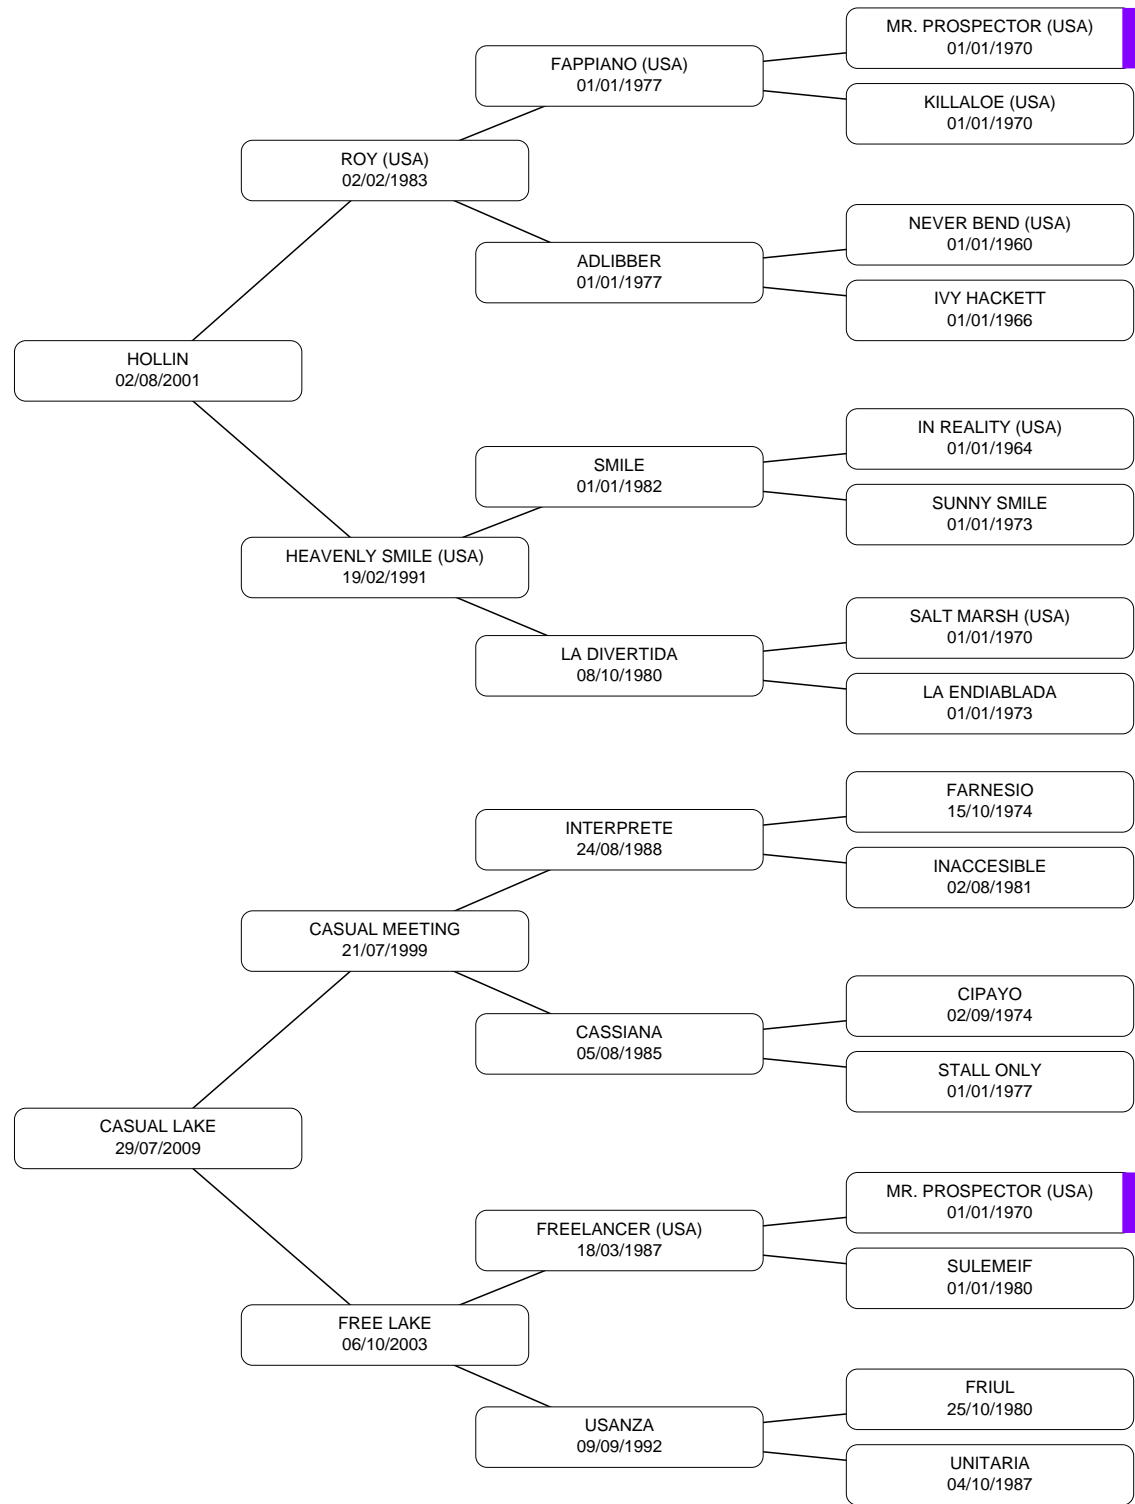 MR. PROSPECTOR (USA)
01/01/1970
FAPPIANO (USA)
01/01/1977
KILLALOE (USA)
01/01/1970
ROY (USA)
02/02/1983
NEVER BEND (USA)
01/01/1960
ADLIBBER
01/01/1977
IVY HACKETT
01/01/1966
HOLLIN
02/08/2001
IN REALITY (USA)
01/01/1964
SMILE
01/01/1982
SUNNY SMILE
01/01/1973
HEAVENLY SMILE (USA)
19/02/1991
SALT MARSH (USA)
01/01/1970
LA DIVERTIDA
08/10/1980
LA ENDIABLADA
01/01/1973
FARNESIO
15/10/1974
INTERPRETE
24/08/1988
INACCESIBLE
02/08/1981
CASUAL MEETING
21/07/1999
CIPAYO
02/09/1974
CASSIANA
05/08/1985
STALL ONLY
01/01/1977
CASUAL LAKE
29/07/2009
MR. PROSPECTOR (USA)
01/01/1970
FREELANCER (USA)
18/03/1987
SULEMEIF
01/01/1980
FREE LAKE
06/10/2003
FRIUL
25/10/1980
USANZA
09/09/1992
UNITARIA
04/10/1987